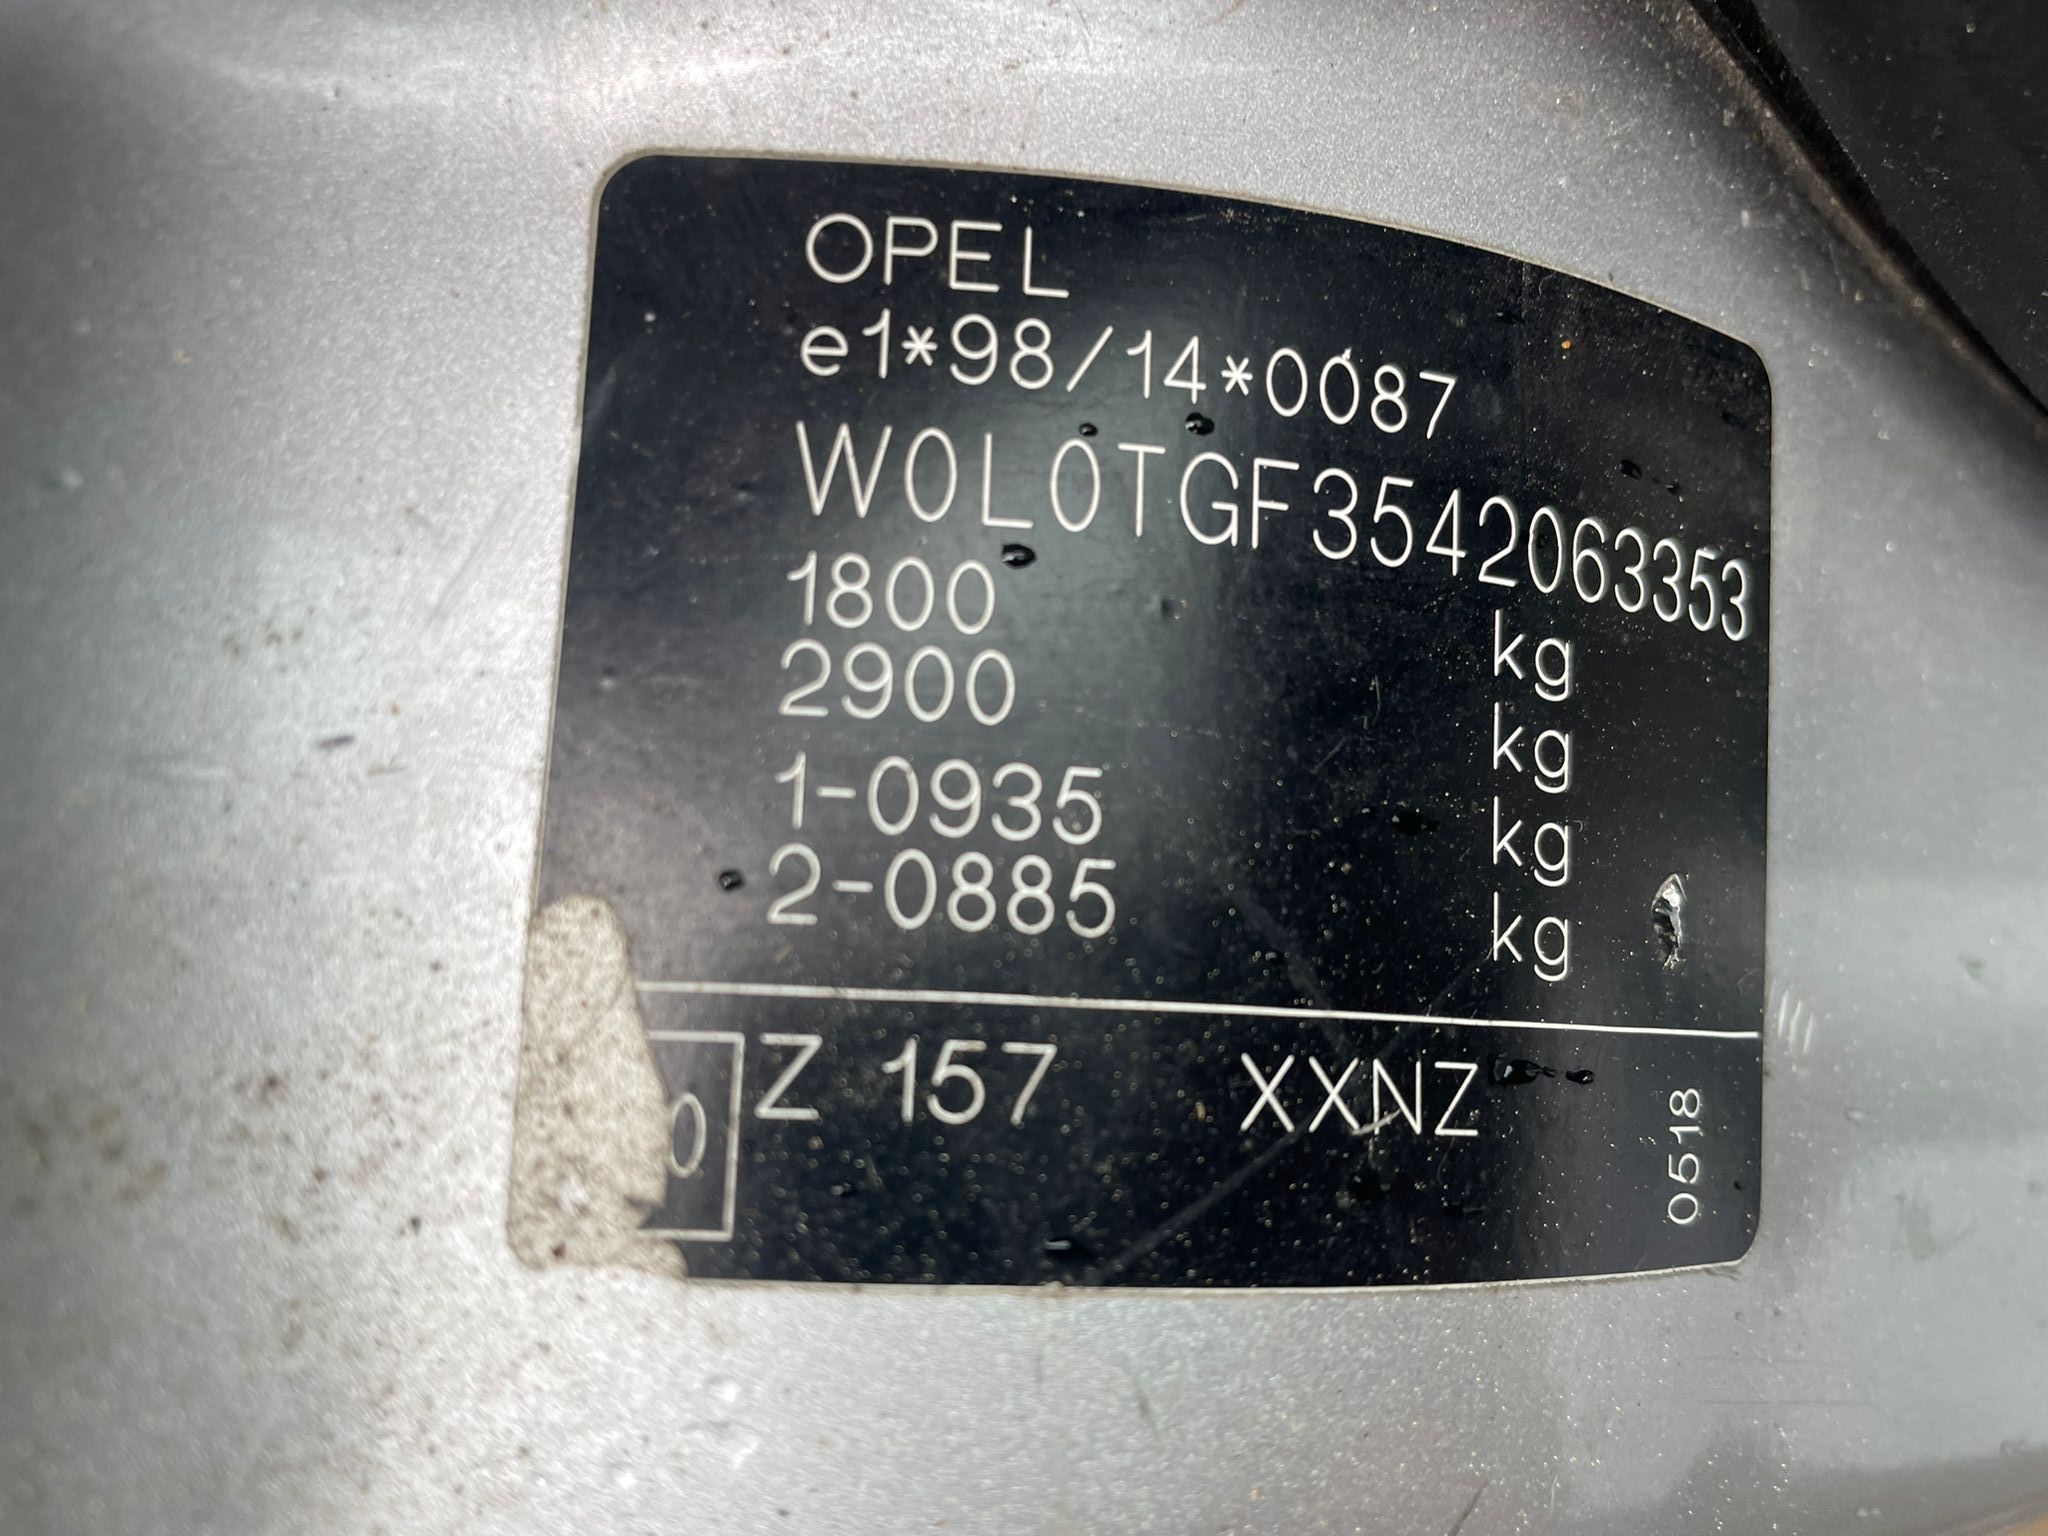 OPEL
e1*98/14*0087
W0L0TGF3542063353
1800 kg
2900 kg
1-0935 kg
2-0885 kg
0 Z 157 XXNZ
0518